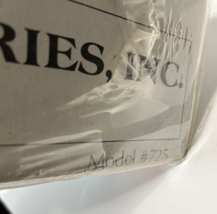 RIES, INC.
Model #725